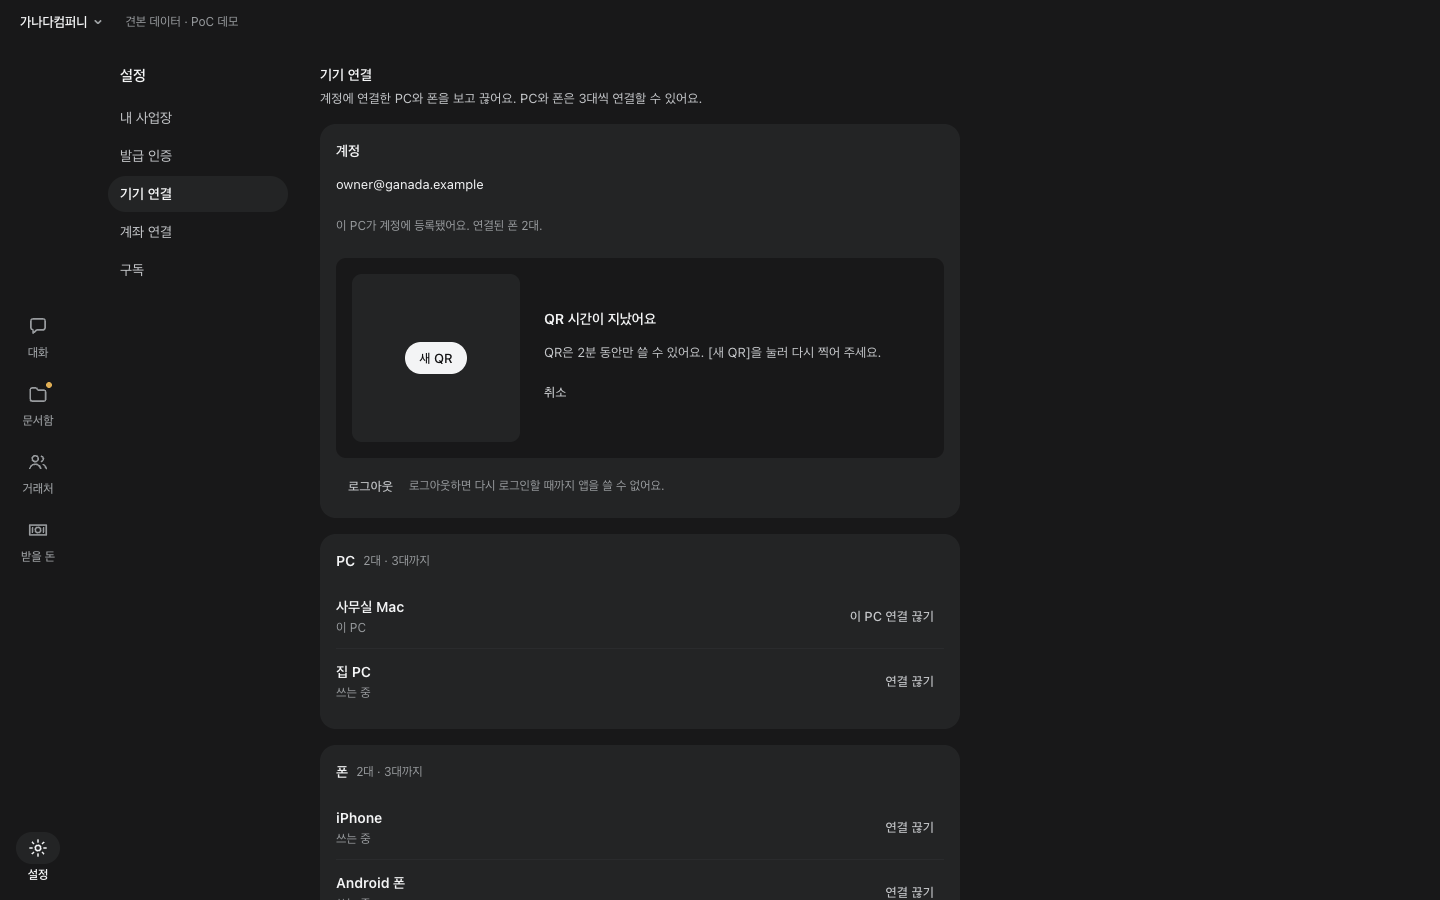 가나다컴퍼니
견본 데이터 · PoC 데모
설정
내 사업장
발급 인증
기기 연결
계좌 연결
구독
대화
문서함
거래처
받을 돈
설정
기기 연결
계정에 연결한 PC와 폰을 보고 끊어요. PC와 폰은 3대씩 연결할 수 있어요.
계정
owner@ganada.example
이 PC가 계정에 등록됐어요. 연결된 폰 2대.
새 QR
QR 시간이 지났어요
QR은 2분 동안만 쓸 수 있어요. [새 QR]을 눌러 다시 찍어 주세요.
취소
로그아웃 로그아웃하면 다시 로그인할 때까지 앱을 쓸 수 없어요.
PC 2대 · 3대까지
사무실 Mac
이 PC
이 PC 연결 끊기
집 PC
쓰는 중
연결 끊기
폰 2대 · 3대까지
iPhone
쓰는 중
연결 끊기
Android 폰
연결 끊기